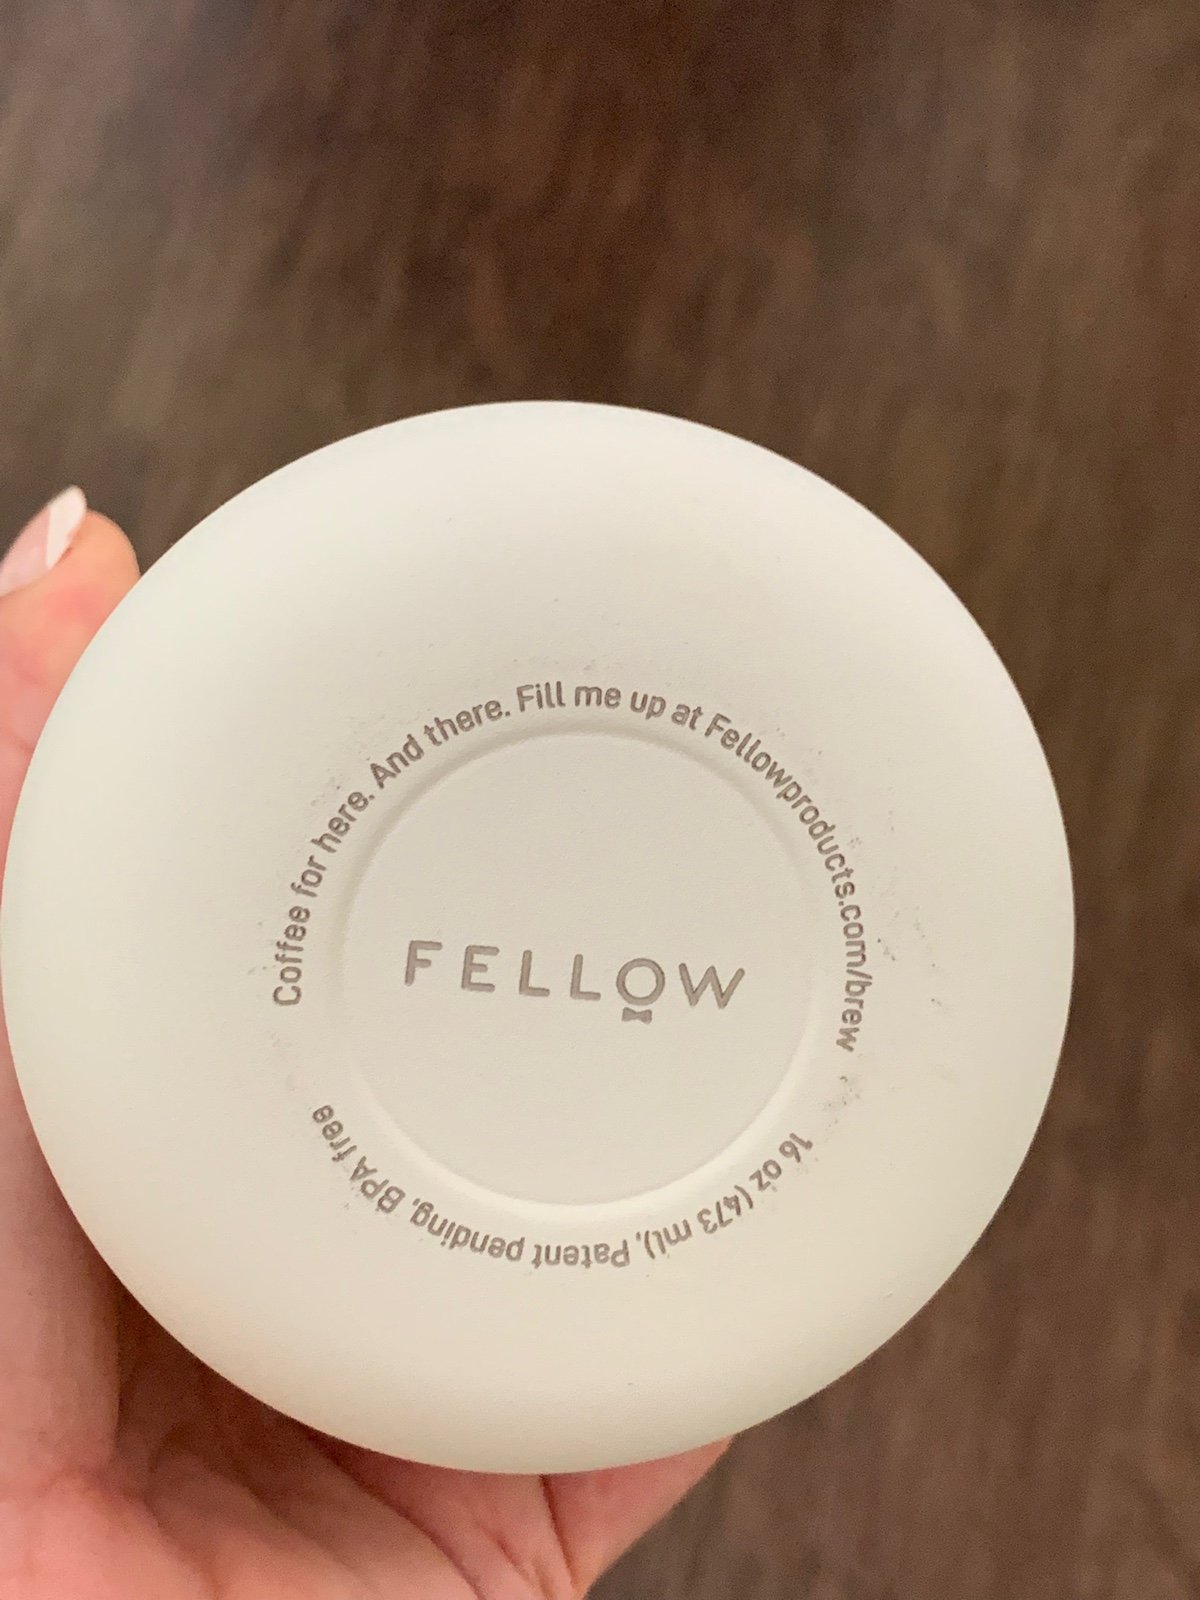 Coffee for here. And there. Fill me up at Fellowproducts.com/brew
FELLOW
16 oz (473 ml), Patent pending, BPA free